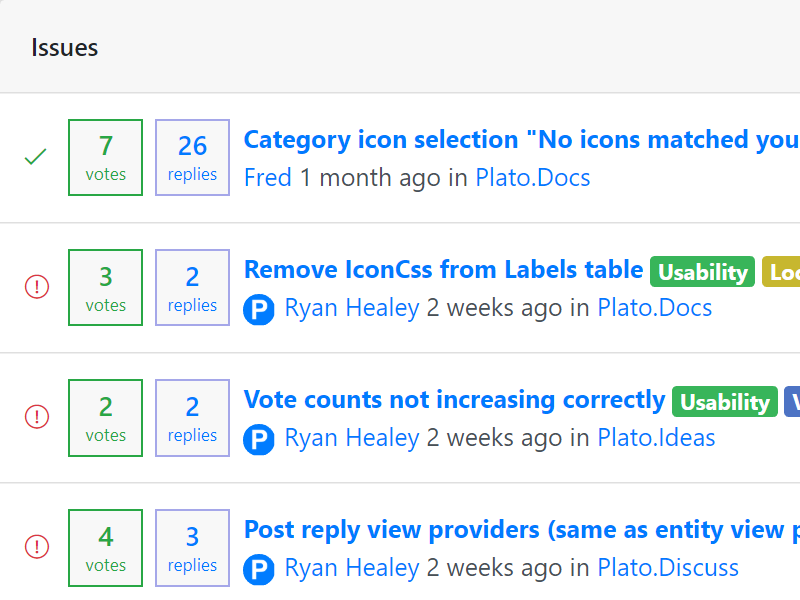 Issues
7 votes 26 replies Category icon selection "No icons matched you
Fred 1 month ago in Plato.Docs
3 votes 2 replies Remove IconCss from Labels table Usability
P Ryan Healey 2 weeks ago in Plato.Docs
2 votes 2 replies Vote counts not increasing correctly Usability
P Ryan Healey 2 weeks ago in Plato.Ideas
4 votes 3 replies Post reply view providers (same as entity view
P Ryan Healey 2 weeks ago in Plato.Discuss